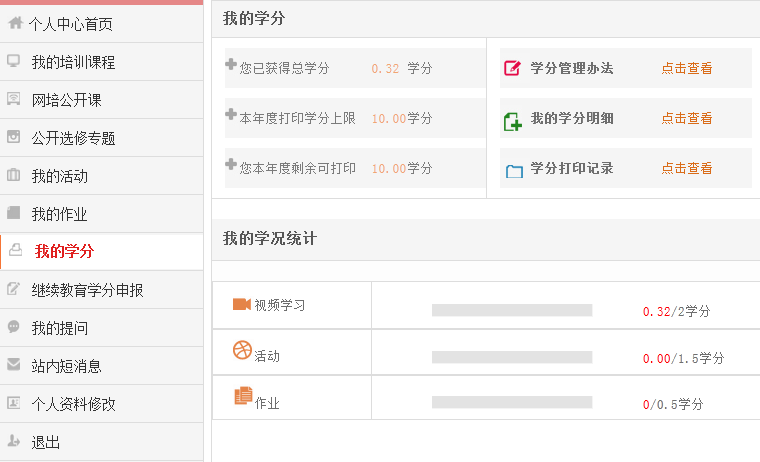 个人中心首页
我的培训课程
网培公开课
公开选修专题
我的活动
我的作业
我的学分
继续教育学分申报
我的提问
站内短消息
个人资料修改
退出
我的学分
您已获得总学分 0.32 学分
本年度打印学分上限 10.00学分
您本年度剩余可打印 10.00学分
学分管理办法 点击查看
我的学分明细 点击查看
学分打印记录 点击查看
我的学况统计
视频学习 0.32/2学分
活动 0.00/1.5学分
作业 0/0.5学分